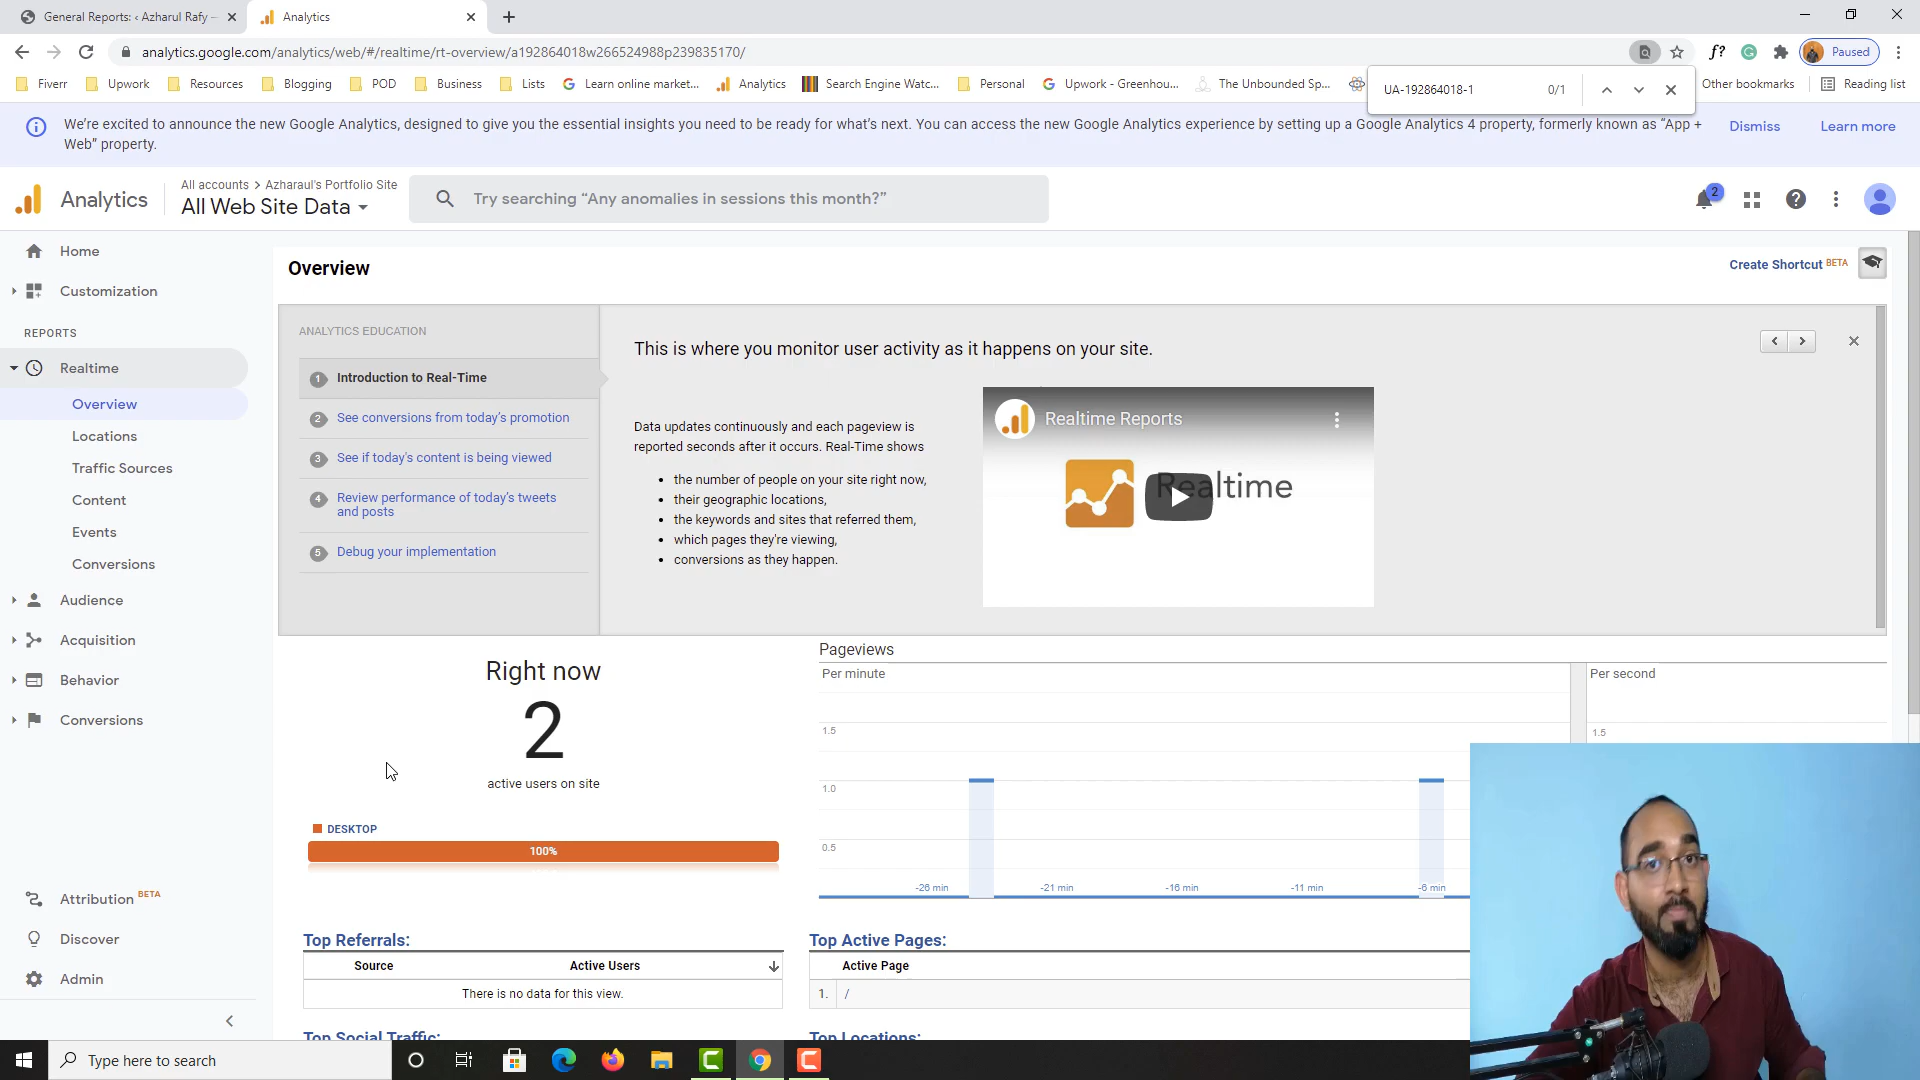 General Reports: ‹ Azharul Rafy –
Analytics
analytics.google.com/analytics/web/#/realtime/rt-overview/a192864018w266524988p239835170/
f?
Paused
Fiverr
Upwork
Resources
Blogging
POD
Business
Lists
Learn online market...
Analytics
Search Engine Watc...
Personal
Upwork - Greenhou...
The Unbounded Sp...
Other bookmarks
Reading list
UA-192864018-1
0/1
We're excited to announce the new Google Analytics, designed to give you the essential insights you need to be ready for what's next. You can access the new Google Analytics experience by setting up a Google Analytics 4 property, formerly known as “App +
Web” property.
Dismiss
Learn more
Analytics
All accounts > Azharaul's Portfolio Site
All Web Site Data
Try searching “Any anomalies in sessions this month?”
2
Home
Customization
REPORTS
Realtime
Overview
Locations
Traffic Sources
Content
Events
Conversions
Audience
Acquisition
Behavior
Conversions
Attribution BETA
Discover
Admin
Overview
Create Shortcut BETA
ANALYTICS EDUCATION
1 Introduction to Real-Time
2 See conversions from today's promotion
3 See if today's content is being viewed
4 Review performance of today's tweets
and posts
5 Debug your implementation
This is where you monitor user activity as it happens on your site.
Data updates continuously and each pageview is
reported seconds after it occurs. Real-Time shows
• the number of people on your site right now,
• their geographic locations,
• the keywords and sites that referred them,
• which pages they're viewing,
• conversions as they happen.
Realtime Reports
Realtime
Right now
2
active users on site
DESKTOP
100%
Pageviews
Per minute
Per second
1.5
1.0
0.5
-26 min
-21 min
-16 min
-11 min
-6 min
1.5
Top Referrals:
Source
Active Users
There is no data for this view.
Top Active Pages:
Active Page
1. /
Top Social Traffic:
Top Locations:
Type here to search